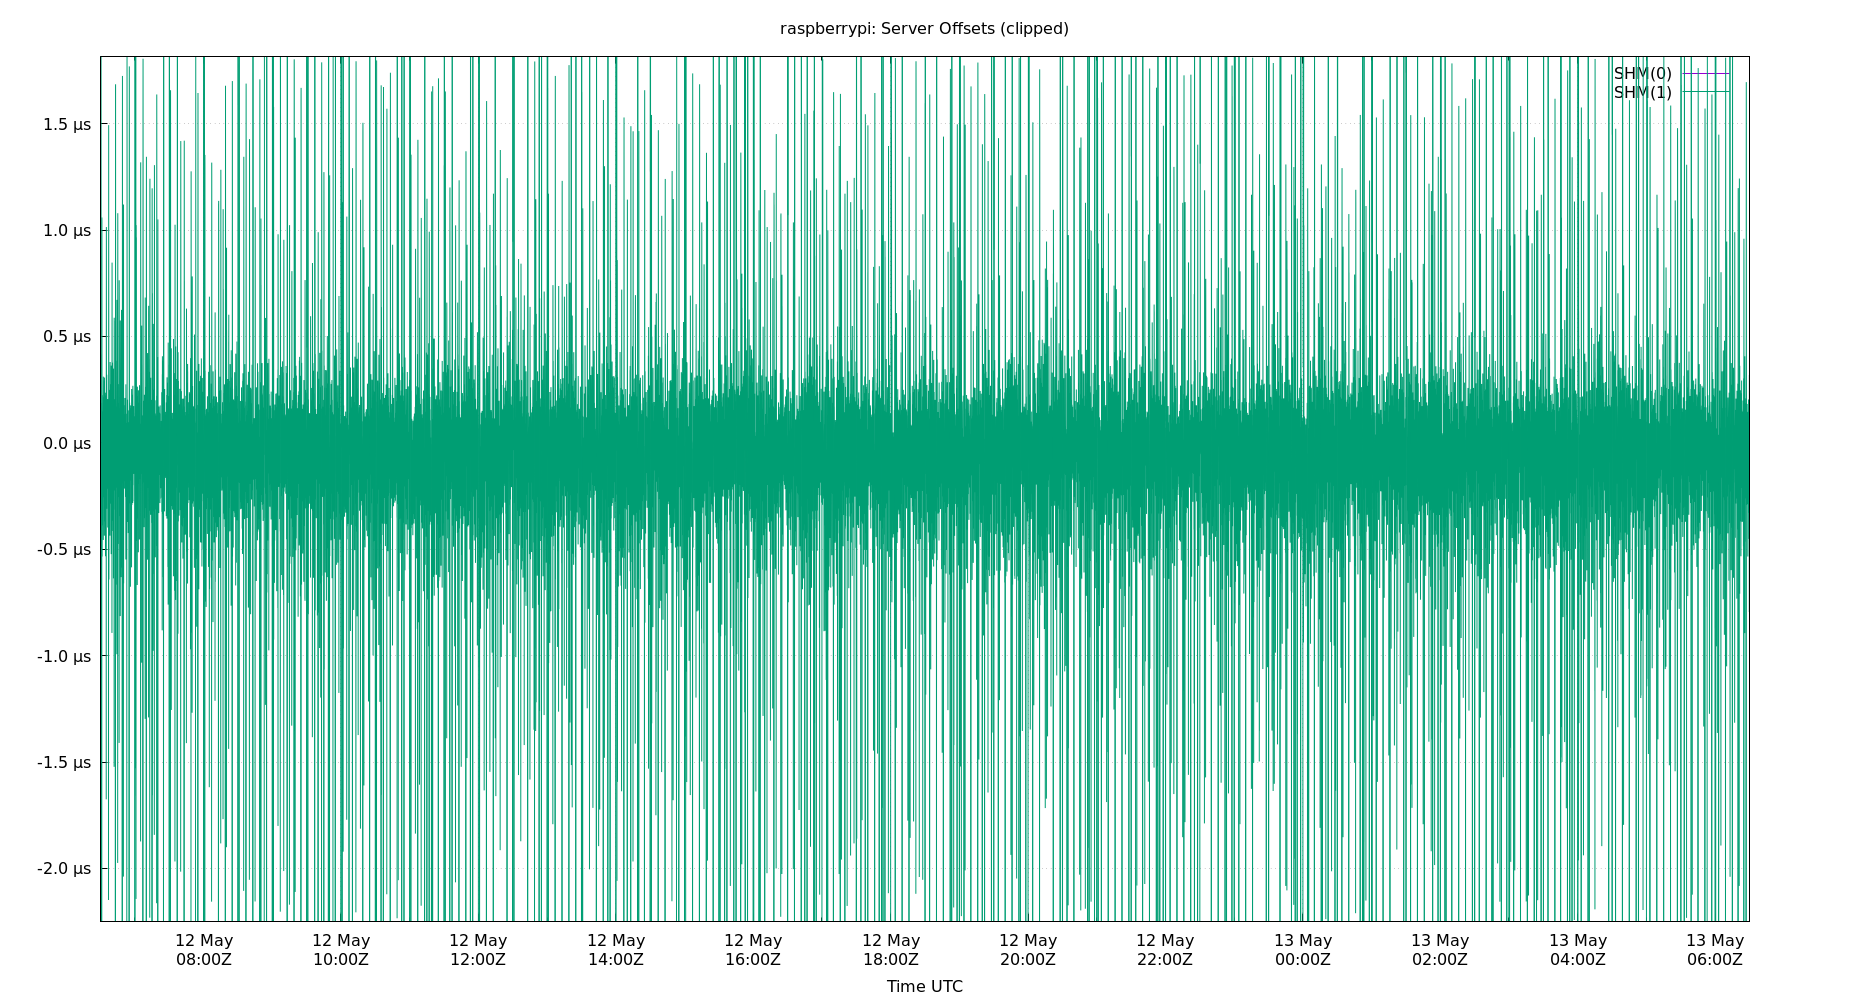 raspberrypi: Server Offsets (clipped)
SHM(0)
SHM(1)
1.5 µs
1.0 µs
0.5 µs
0.0 µs
-0.5 µs
-1.0 µs
-1.5 µs
-2.0 µs
12 May 12 May 12 May 12 May 12 May 12 May 12 May 12 May 13 May 13 May 13 May 13 May
08:00Z 10:00Z 12:00Z 14:00Z 16:00Z 18:00Z 20:00Z 22:00Z 00:00Z 02:00Z 04:00Z 06:00Z
Time UTC